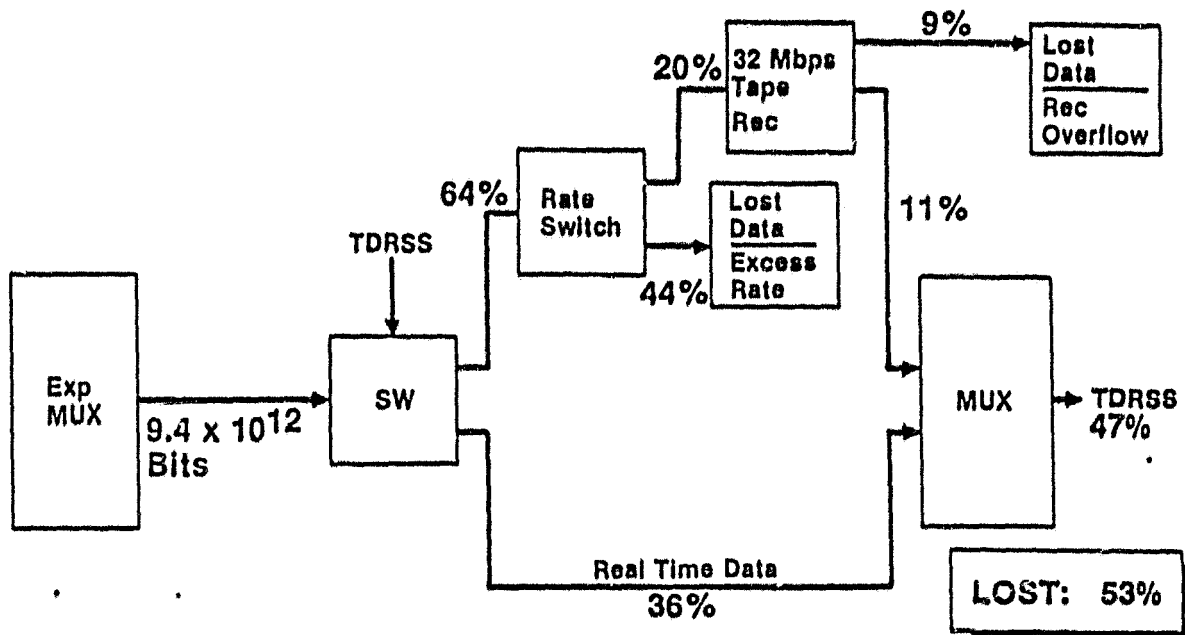 9%
Lost
Data
Rec
Overflow
20%
32 Mbps
Tape
Rec
64%
Rate
Switch
Lost
Data
Excess
Rate
44%
11%
TDRSS
Exp
MUX
9.4 x 10^12
Bits
SW
MUX
TDRSS
47%
Real Time Data
36%
LOST: 53%